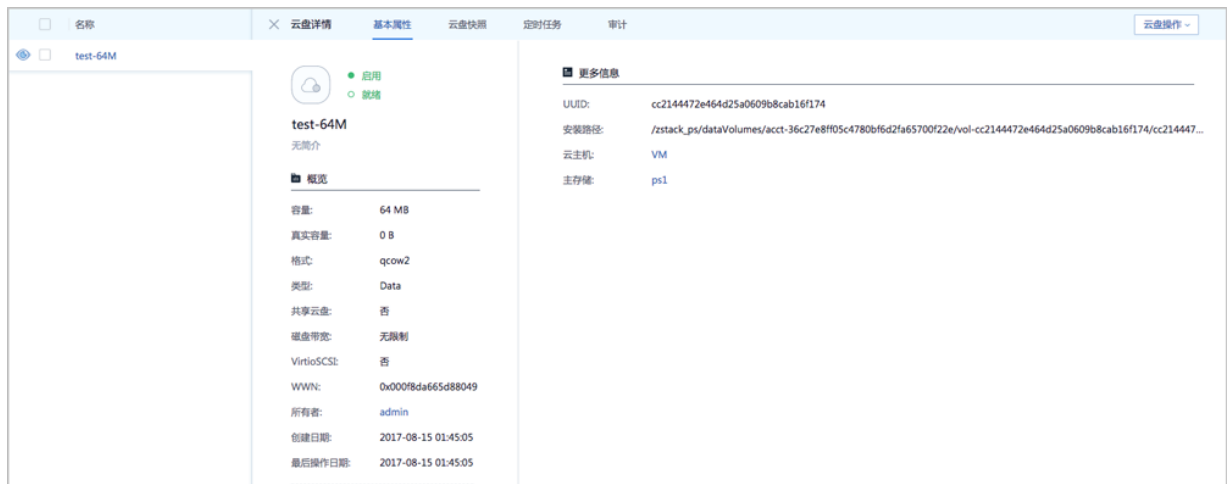 名称
云盘详情 基本属性 云盘快照 定时任务 审计 云盘操作
test-64M
启用
就绪
test-64M
无简介
概览
容量: 64 MB
真实容量: 0 B
格式: qcow2
类型: Data
共享云盘: 否
磁盘带宽: 无限制
VirtioSCSI: 否
WWN: 0x000f8da665d88049
所有者: admin
创建日期: 2017-08-15 01:45:05
最后操作日期: 2017-08-15 01:45:05
更多信息
UUID: cc2144472e464d25a0609b8cab16f174
安装路径: /zstack_ps/dataVolumes/acct-36c27e8ff05c4780bf6d2fa65700f22e/vol-cc2144472e464d25a0609b8cab16f174/cc214447...
云主机: VM
主存储: ps1